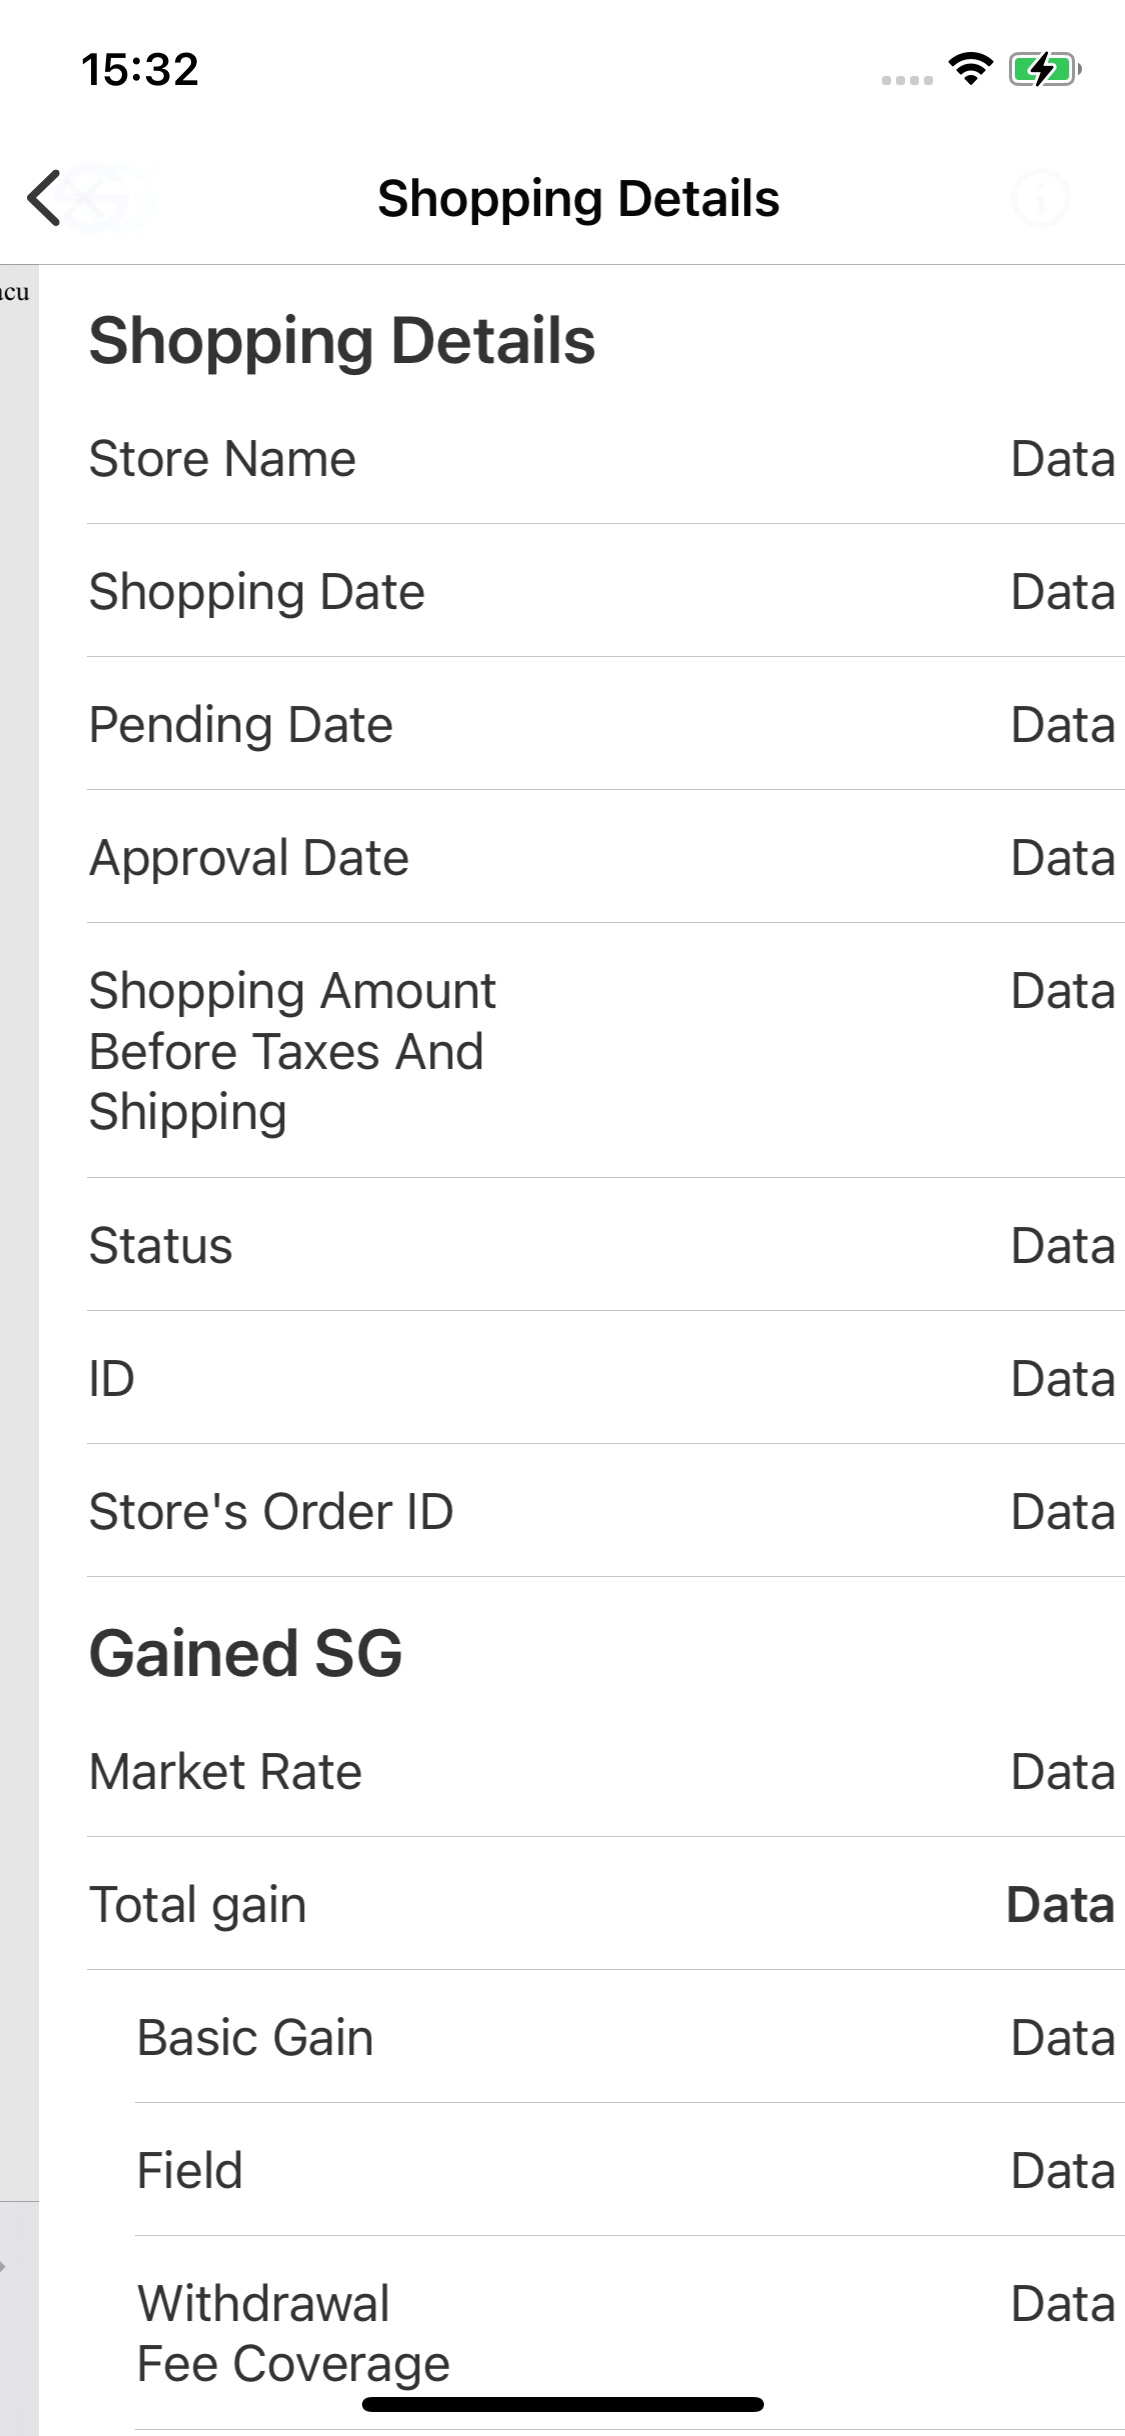 15:32
Shopping Details
Shopping Details
Store Name Data
Shopping Date Data
Pending Date Data
Approval Date Data
Shopping Amount Data
Before Taxes And
Shipping
Status Data
ID Data
Store's Order ID Data
Gained SG
Market Rate Data
Total gain Data
Basic Gain Data
Field Data
Withdrawal Data
Fee Coverage